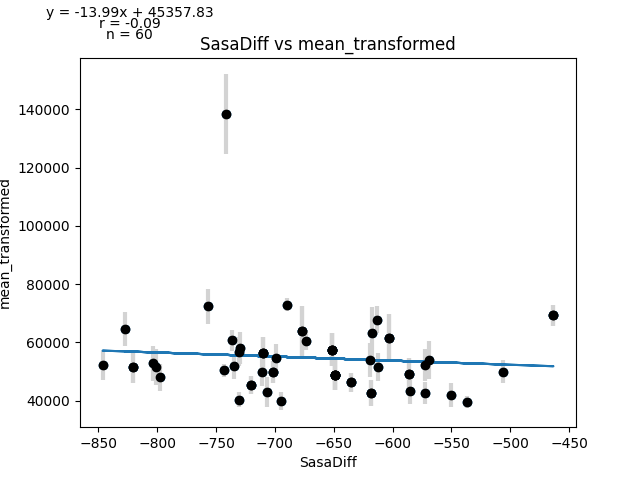 y = -13.99x + 45357.83
r = -0.09
n = 60
SasaDiff vs mean_transformed
140000
120000
100000
80000
60000
40000
mean_transformed
−850
−800
−750
−700
−650
−600
−550
−500
−450
SasaDiff